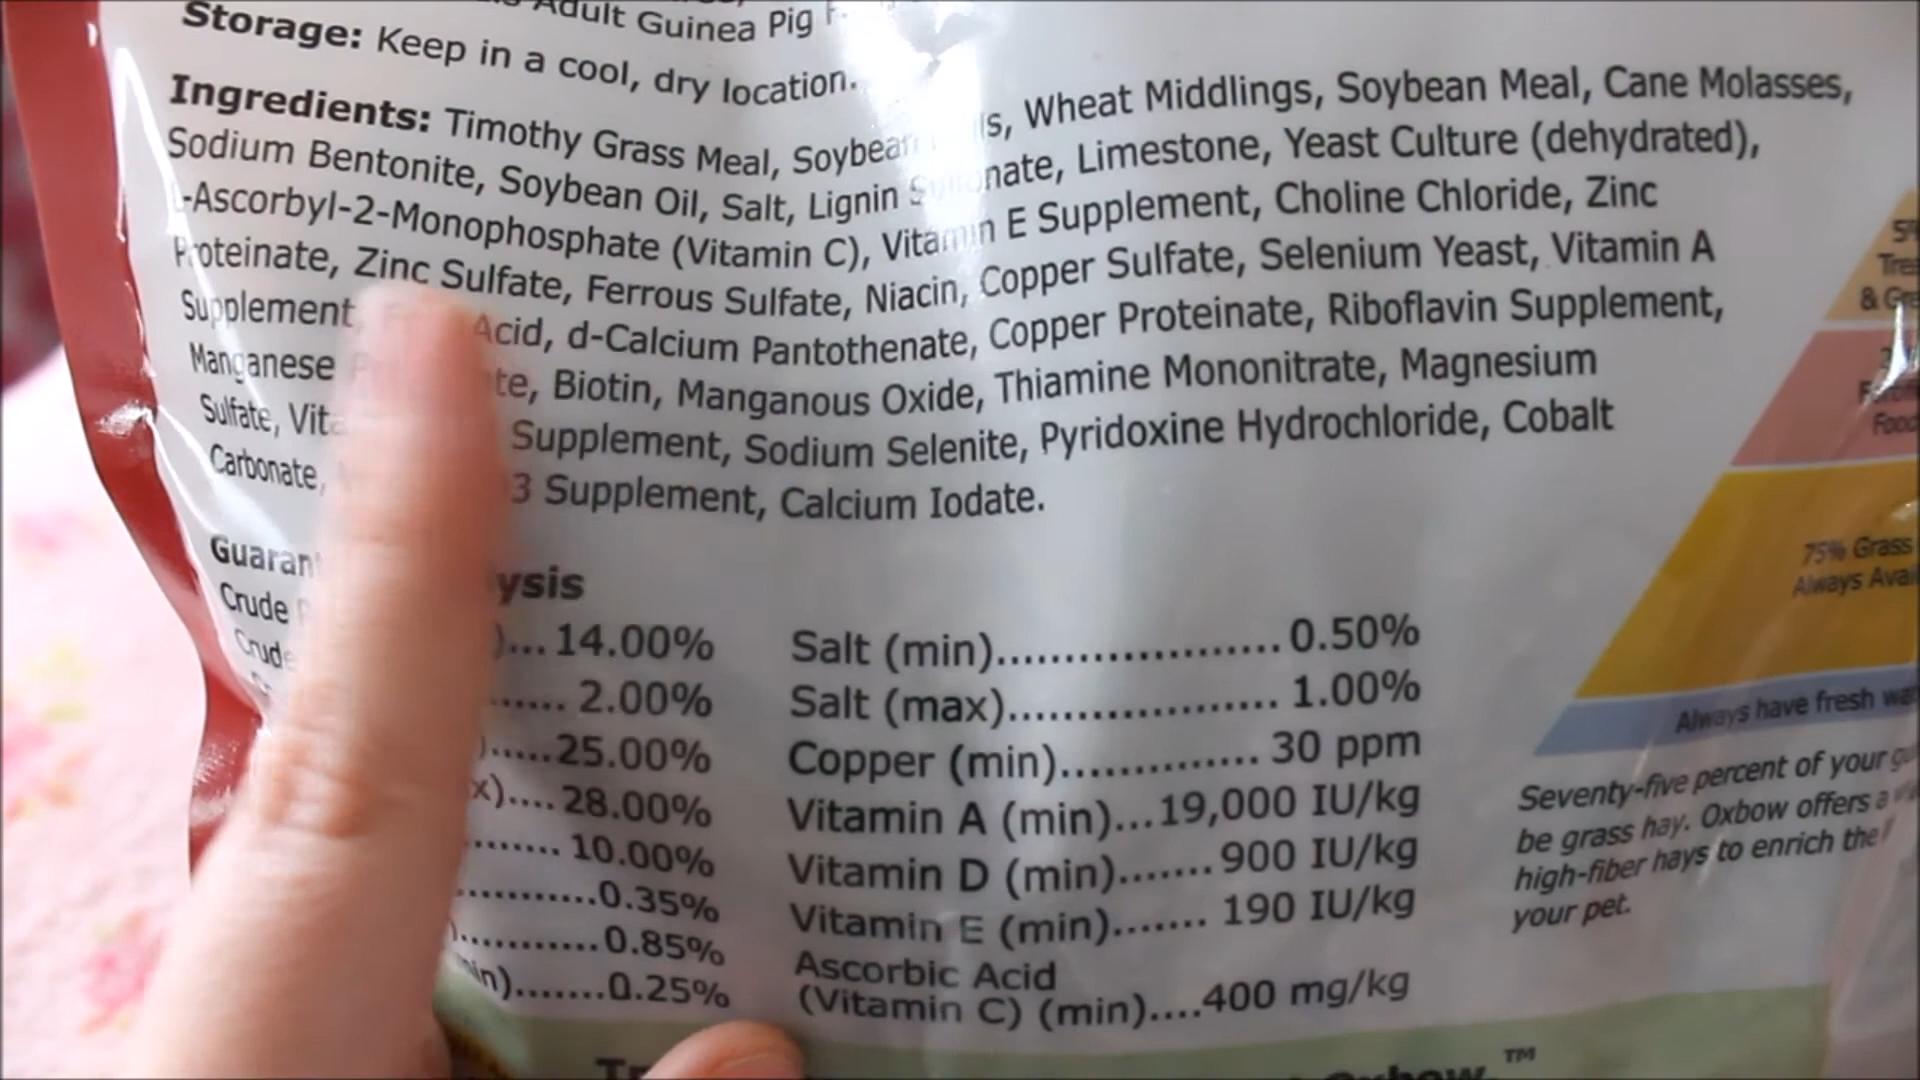 Adult Guinea Pig
Storage: Keep in a cool, dry location.
Ingredients: Timothy Grass Meal, Soybean Wheat Middlings, Soybean Meal, Cane Molasses,
Sodium Bentonite, Soybean Oil, Salt, Lignin Limestone, Yeast Culture (dehydrated),
-Ascorbyl-2-Monophosphate (Vitamin C), Vitamin E Supplement, Choline Chloride, Zinc
Proteinate, Zinc Sulfate, Ferrous Sulfate, Niacin, Copper Sulfate, Selenium Yeast, Vitamin A
Supplement, Acid, d-Calcium Pantothenate, Copper Proteinate, Riboflavin Supplement,
Manganese Biotin, Manganous Oxide, Thiamine Mononitrate, Magnesium
Sulfate, Supplement, Sodium Selenite, Pyridoxine Hydrochloride, Cobalt
Carbonate, 3 Supplement, Calcium Iodate.
Crude
)...14.00%
...... 2.00%
).....25.00%
x)....28.00%
........ 10.00%
...........0.35%
)...........0.85%
).......0.25%
Salt (min).....................0.50%
Salt (max).................... 1.00%
Copper (min)............... 30 ppm
Vitamin A (min)...19,000 IU/kg
Vitamin D (min).......900 IU/kg
Vitamin E (min)....... 190 IU/kg
Ascorbic Acid
(Vitamin C) (min)....400 mg/kg
75% Grass
Always
Always have fresh
Seventy-five percent of your
be grass hay. Oxbow offers a
high-fiber hays to enrich the
your pet.
Oxbow.™